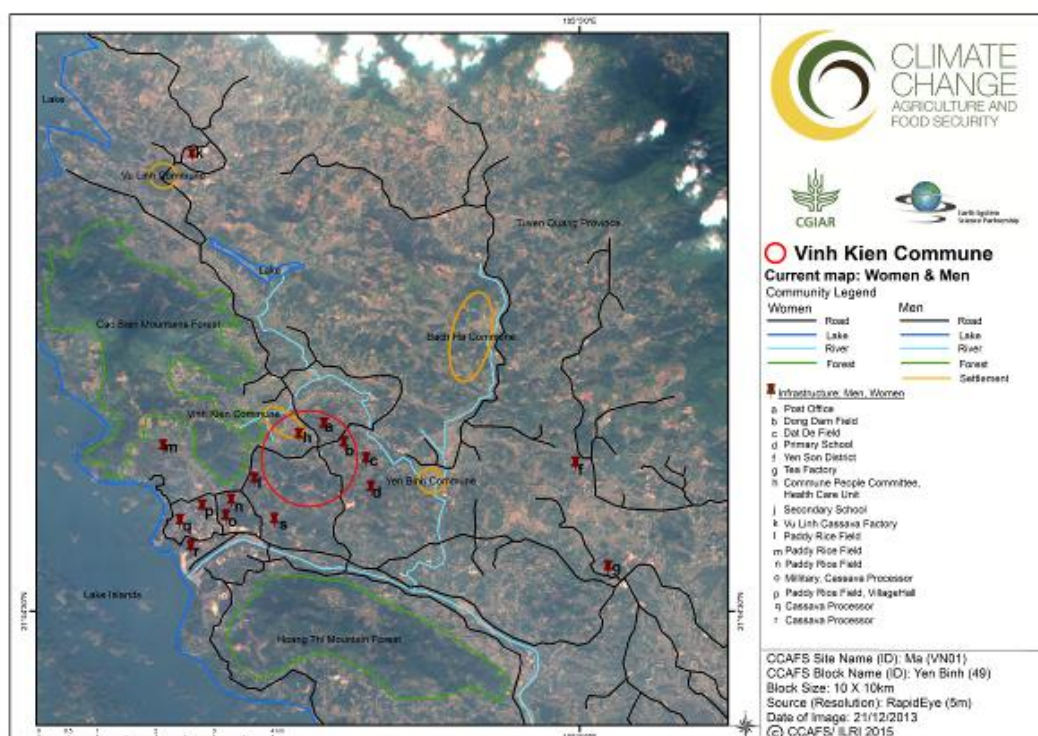 105°50'0"E
Lake
k
Vu Linh Commune
Tuyen Quang Province
Lake
Cao Bien Mountains Forest
Bach Ha Commune
Vinh Kien Commune
a
h
b
m
c
f
Yen Binh Commune
d
n
p
o
s
q
r
g
Lake Islands
Hoang Thi Mountain Forest
CLIMATE
CHANGE
AGRICULTURE AND
FOOD SECURITY
CGIAR
Earth System
Science Partnership
Vinh Kien Commune
Current map: Women & Men
Community Legend
Women Men
Road Road
Lake Lake
River River
Forest Forest
Settlement
Infrastructure: Men, Women
a Post Office
b Dong Dam Field
c Dat De Field
d Primary School
f Yen Son District
g Tea Factory
h Commune People Committee,
Health Care Unit
j Secondary School
k Vu Linh Cassava Factory
l Paddy Rice Field
m Paddy Rice Field
n Paddy Rice Field
o Military, Cassava Processor
p Paddy Rice Field, VillageHall
q Cassava Processor
r Cassava Processor
CCAFS Site Name (ID): Ma (VN01)
CCAFS Block Name (ID): Yen Binh (49)
Block Size: 10 X 10km
Source (Resolution): RapidEye (5m)
Date of Image: 21/12/2013
© CCAFS/ ILRI 2015